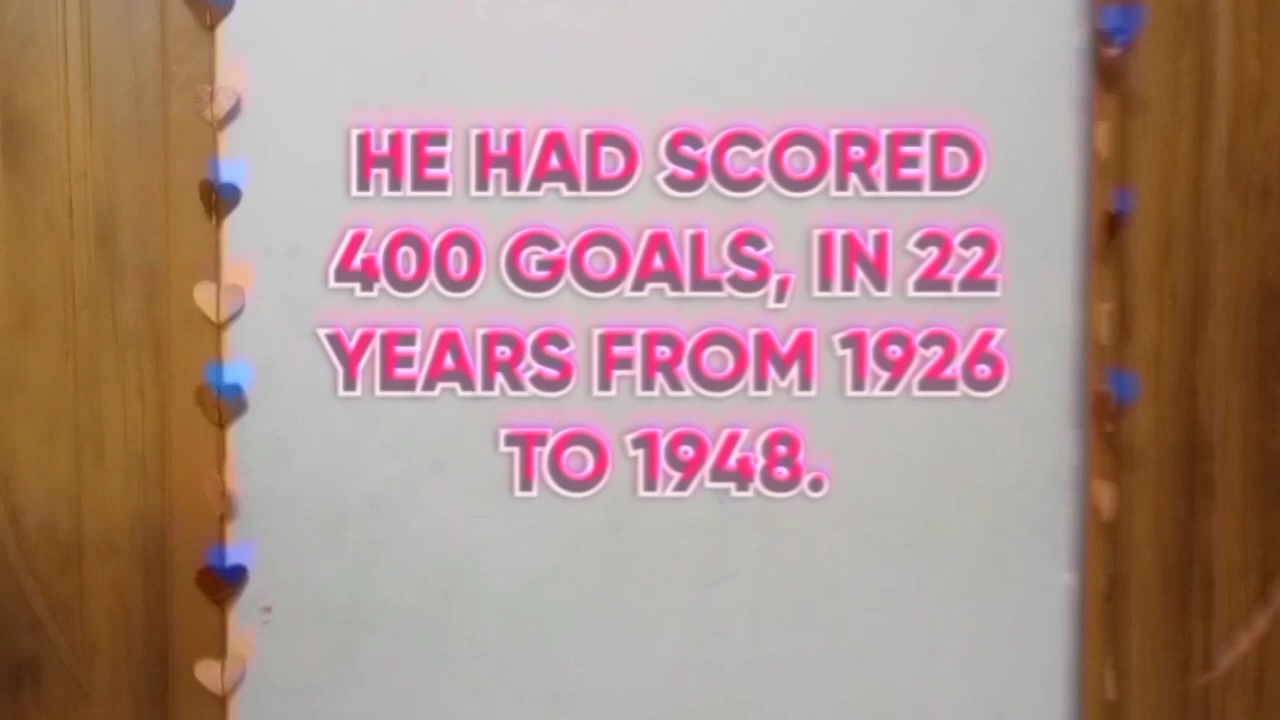 HE HAD SCORED
400 GOALS, IN 22
YEARS FROM 1926
TO 1948.